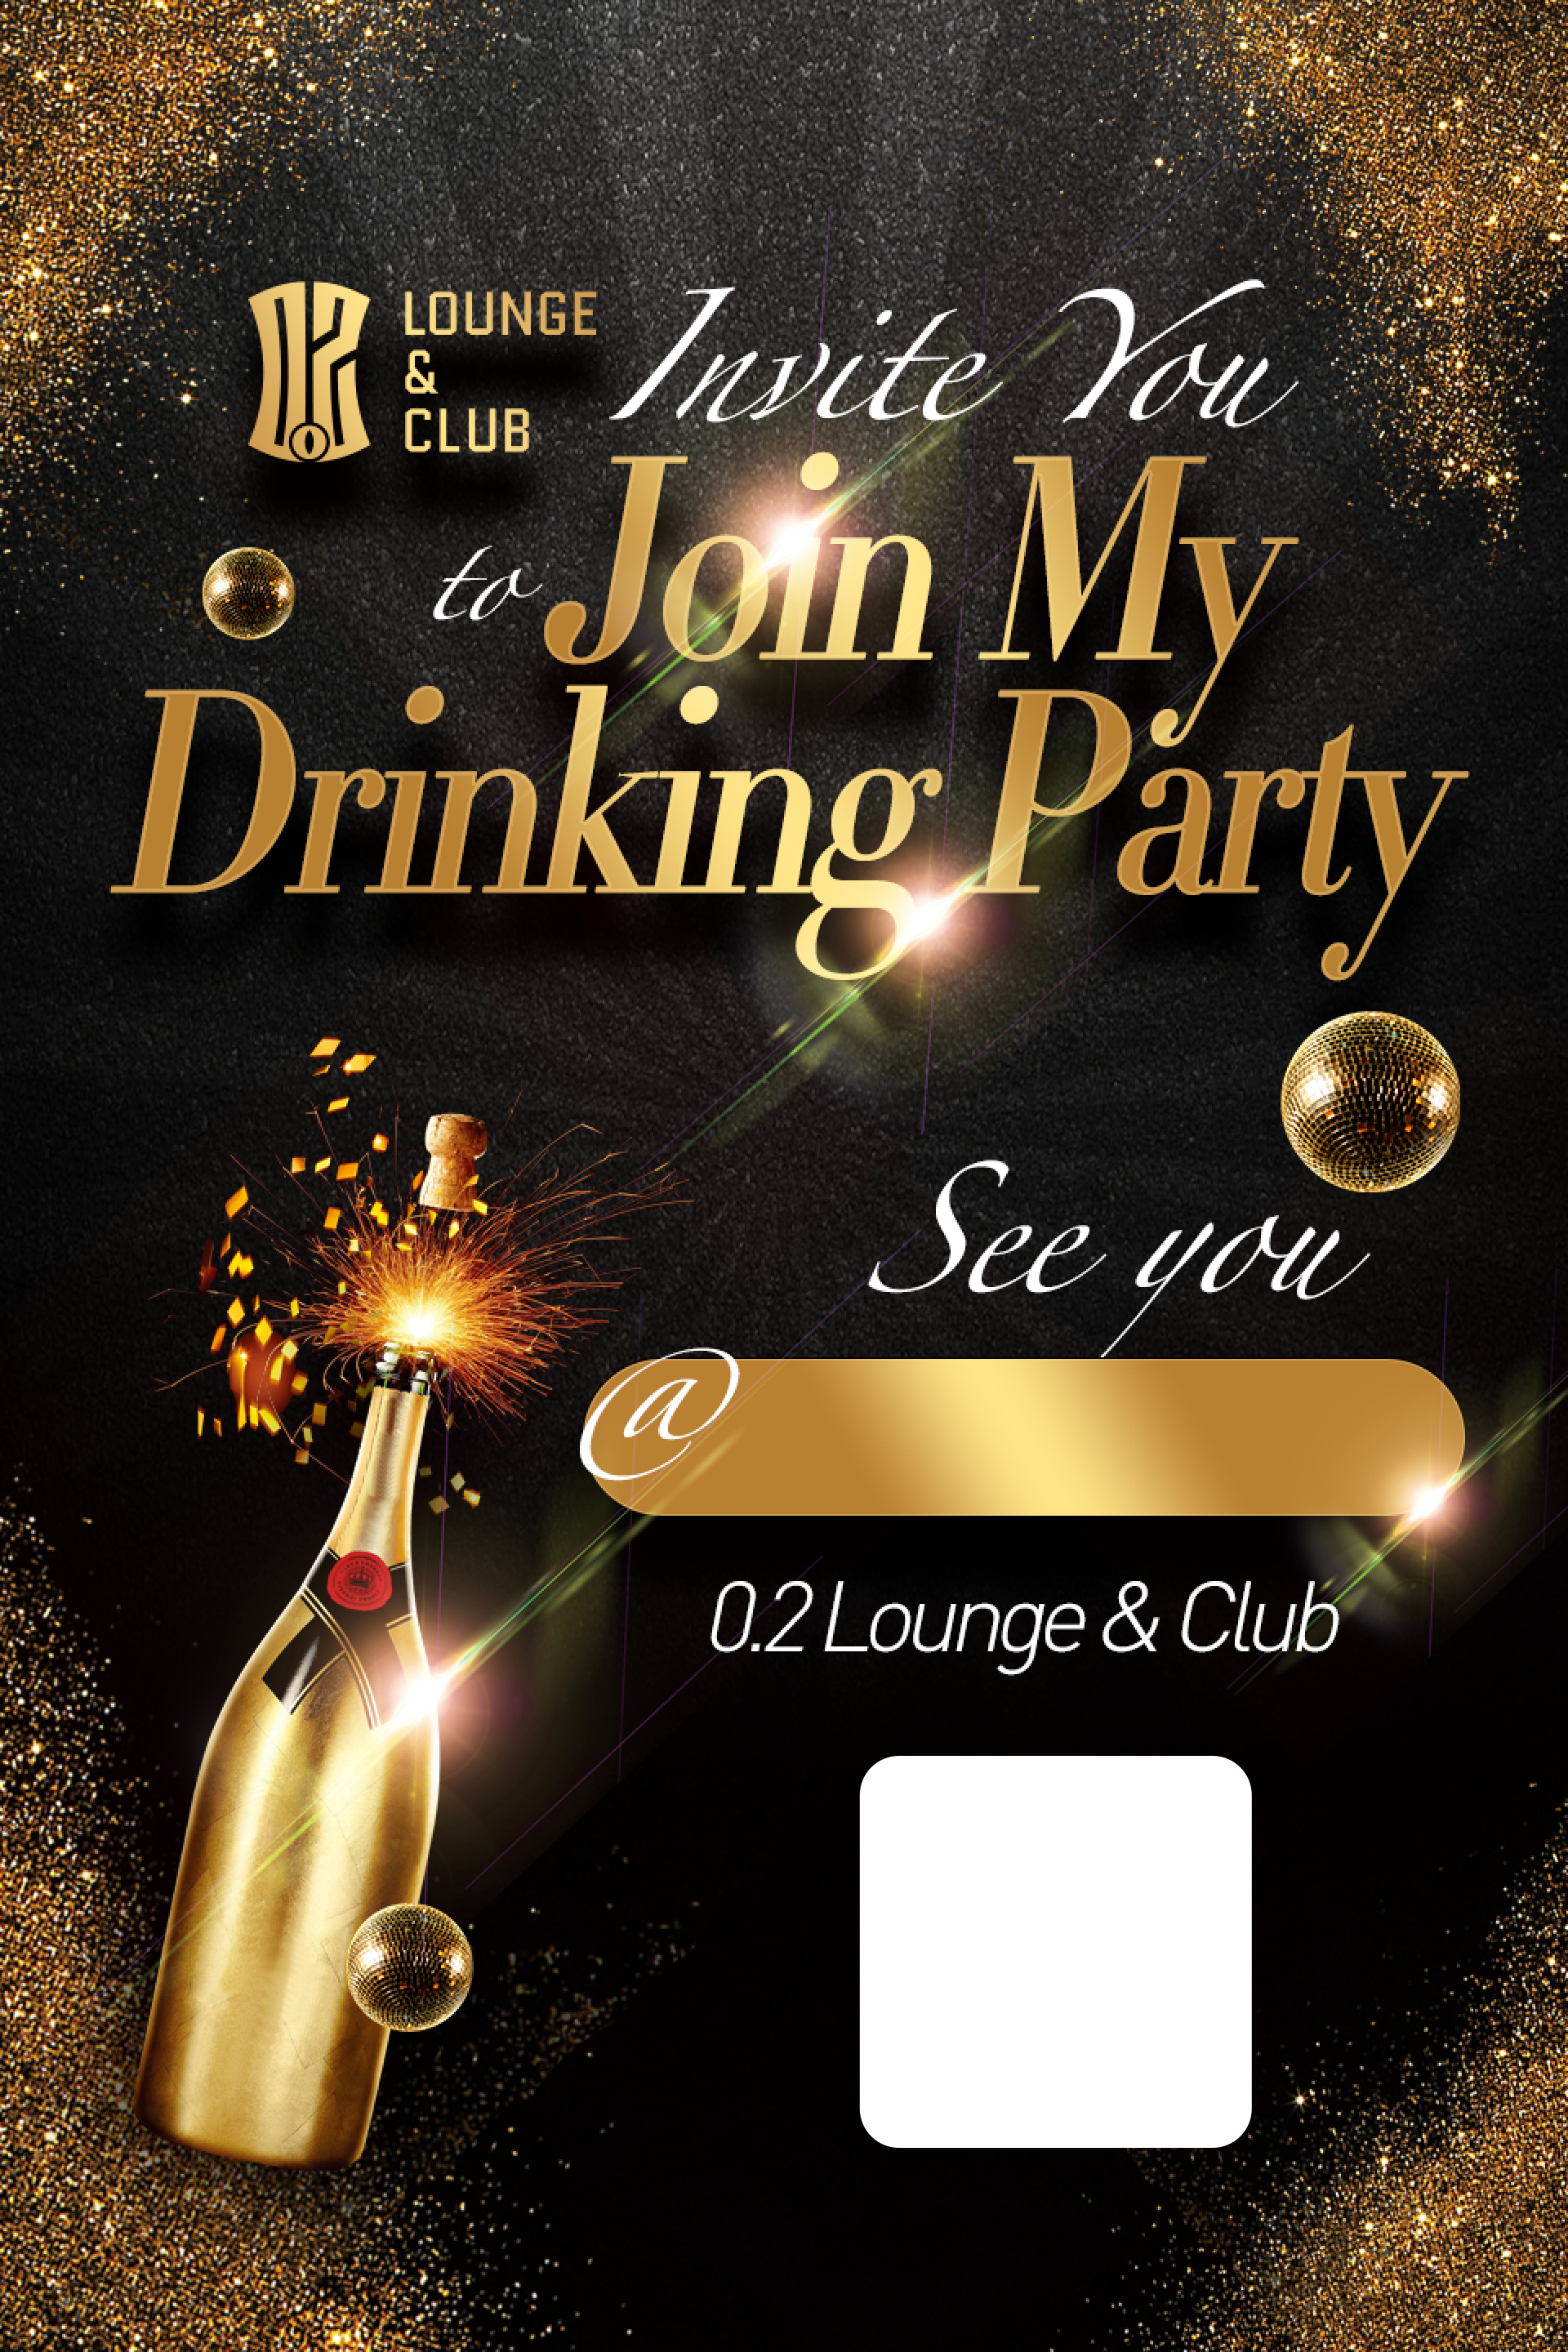 LOUNGE
&
CLUB
Invite You
to Join My
Drinking Party
See you
@
0.2 Lounge & Club